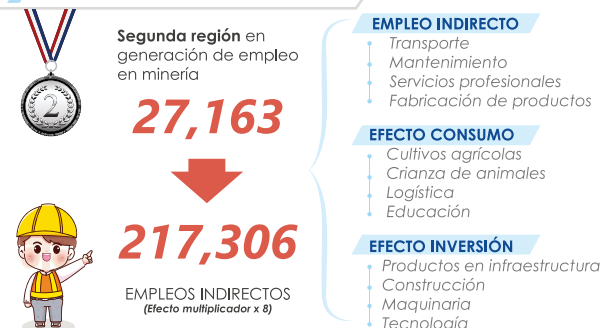 2
Segunda región en
generación de empleo
en minería
27,163
217,306
EMPLEOS INDIRECTOS
(Efecto multiplicador x 8)
EMPLEO INDIRECTO
Transporte
Mantenimiento
Servicios profesionales
Fabricación de productos
EFECTO CONSUMO
Cultivos agrícolas
Crianza de animales
Logística
Educación
EFECTO INVERSIÓN
Productos en infraestructura
Construcción
Maquinaria
Tecnología